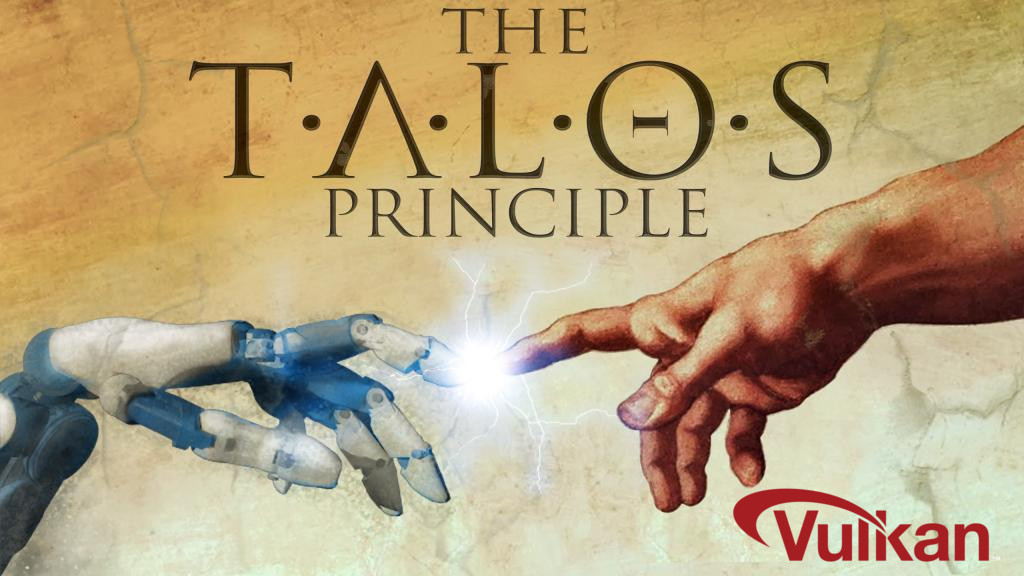 THE
T·Λ·L·Θ·S
PRINCIPLE
Vulkan